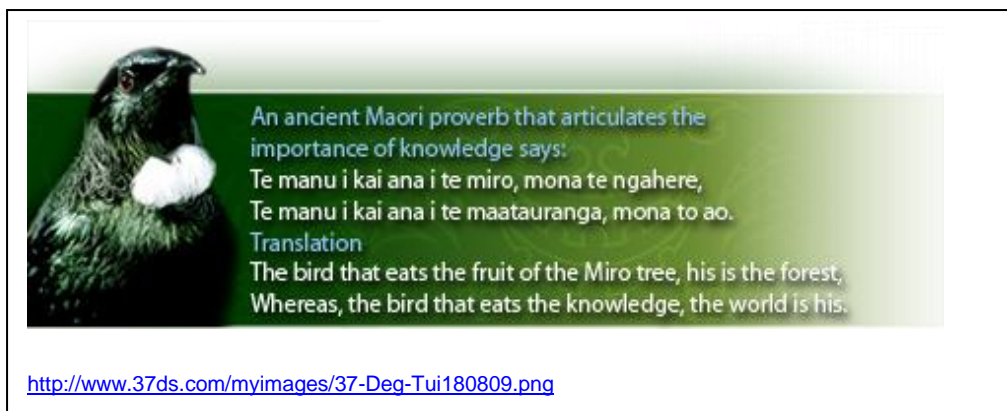 An ancient Maori proverb that articulates the
importance of knowledge says:
Te manu i kai ana i te miro, mona te ngahere,
Te manu i kai ana i te maatauranga, mona to ao.
Translation
The bird that eats the fruit of the Miro tree, his is the forest,
Whereas, the bird that eats the knowledge, the world is his.
http://www.37ds.com/myimages/37-Deg-Tui180809.png